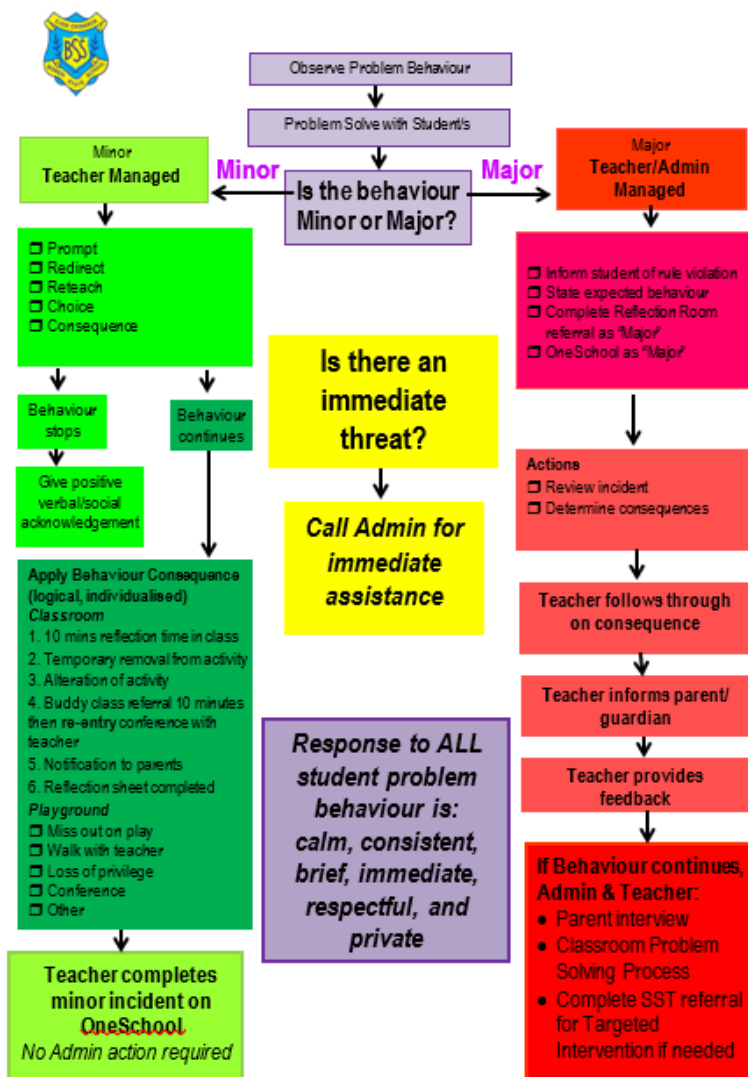 BSS
Observe Problem Behaviour
Problem Solve with Student/s
Is the behaviour
Minor or Major?
Minor
Major
Minor
Teacher Managed
❐ Prompt
❐ Redirect
❐ Reteach
❐ Choice
❐ Consequence
Behaviour
stops
Behaviour
continues
Give positive
verbal/social
acknowledgement
Apply Behaviour Consequence
(logical, individualised)
Classroom
1. 10 mins reflection time in class
2. Temporary removal from activity
3. Alteration of activity
4. Buddy class referral 10 minutes
then re-entry conference with
teacher
5. Notification to parents
6. Reflection sheet completed
Playground
❐ Miss out on play
❐ Walk with teacher
❐ Loss of privilege
❐ Conference
❐ Other
Teacher completes
minor incident on
OneSchool
No Admin action required
Is there an
immediate
threat?
Call Admin for
immediate
assistance
Response to ALL
student problem
behaviour is:
calm, consistent,
brief, immediate,
respectful, and
private
Major
Teacher/Admin
Managed
❐ Inform student of rule violation
❐ State expected behaviour
❐ Complete Reflection Room
referral as “Major”
❐ OneSchool as “Major”
Actions
❐ Review incident
❐ Determine consequences
Teacher follows through
on consequence
Teacher informs parent/
guardian
Teacher provides
feedback
If Behaviour continues,
Admin & Teacher:
• Parent interview
• Classroom Problem
Solving Process
• Complete SST referral
for Targeted
Intervention if needed